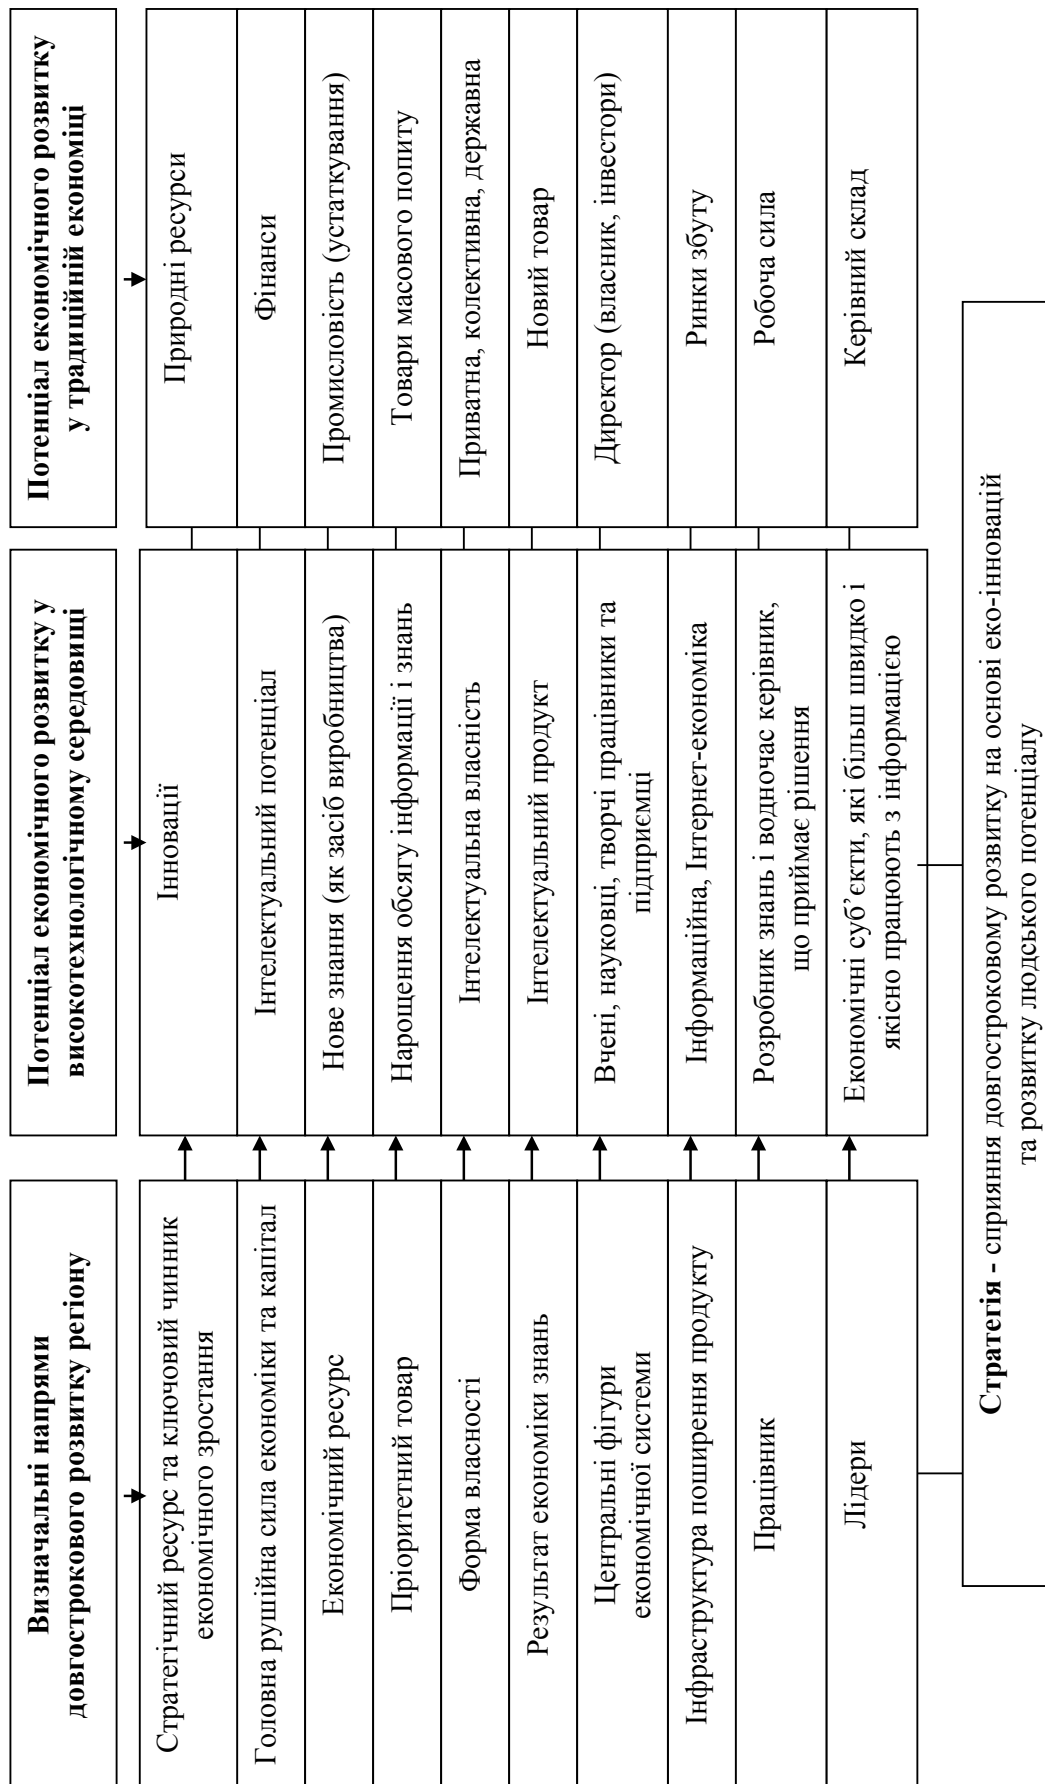 Визначальні напрями
довгострокового розвитку регіону
Потенціал економічного розвитку у
високотехнологічному середовищі
Потенціал економічного розвитку
у традиційній економіці
Стратегічний ресурс та ключовий чинник
економічного зростання
Інновації
Природні ресурси
Головна рушійна сила економіки та капітал
Інтелектуальний потенціал
Фінанси
Економічний ресурс
Нове знання (як засіб виробництва)
Промисловість (устаткування)
Пріоритетний товар
Нарощення обсягу інформації і знань
Товари масового попиту
Форма власності
Інтелектуальна власність
Приватна, колективна, державна
Результат економіки знань
Інтелектуальний продукт
Новий товар
Центральні фігури
економічної системи
Вчені, науковці, творчі працівники та
підприємці
Директор (власник, інвестори)
Інфраструктура поширення продукту
Інформаційна, Інтернет-економіка
Ринки збуту
Працівник
Розробник знань і водночас керівник,
що приймає рішення
Робоча сила
Лідери
Економічні суб’єкти, які більш швидко і
якісно працюють з інформацією
Керівний склад
Стратегія - сприяння довгостроковому розвитку на основі еко-інновацій
та розвитку людського потенціалу